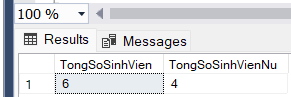 100 %
Results Messages
TongSoSinhVien TongSoSinhVienNu
1 6 4